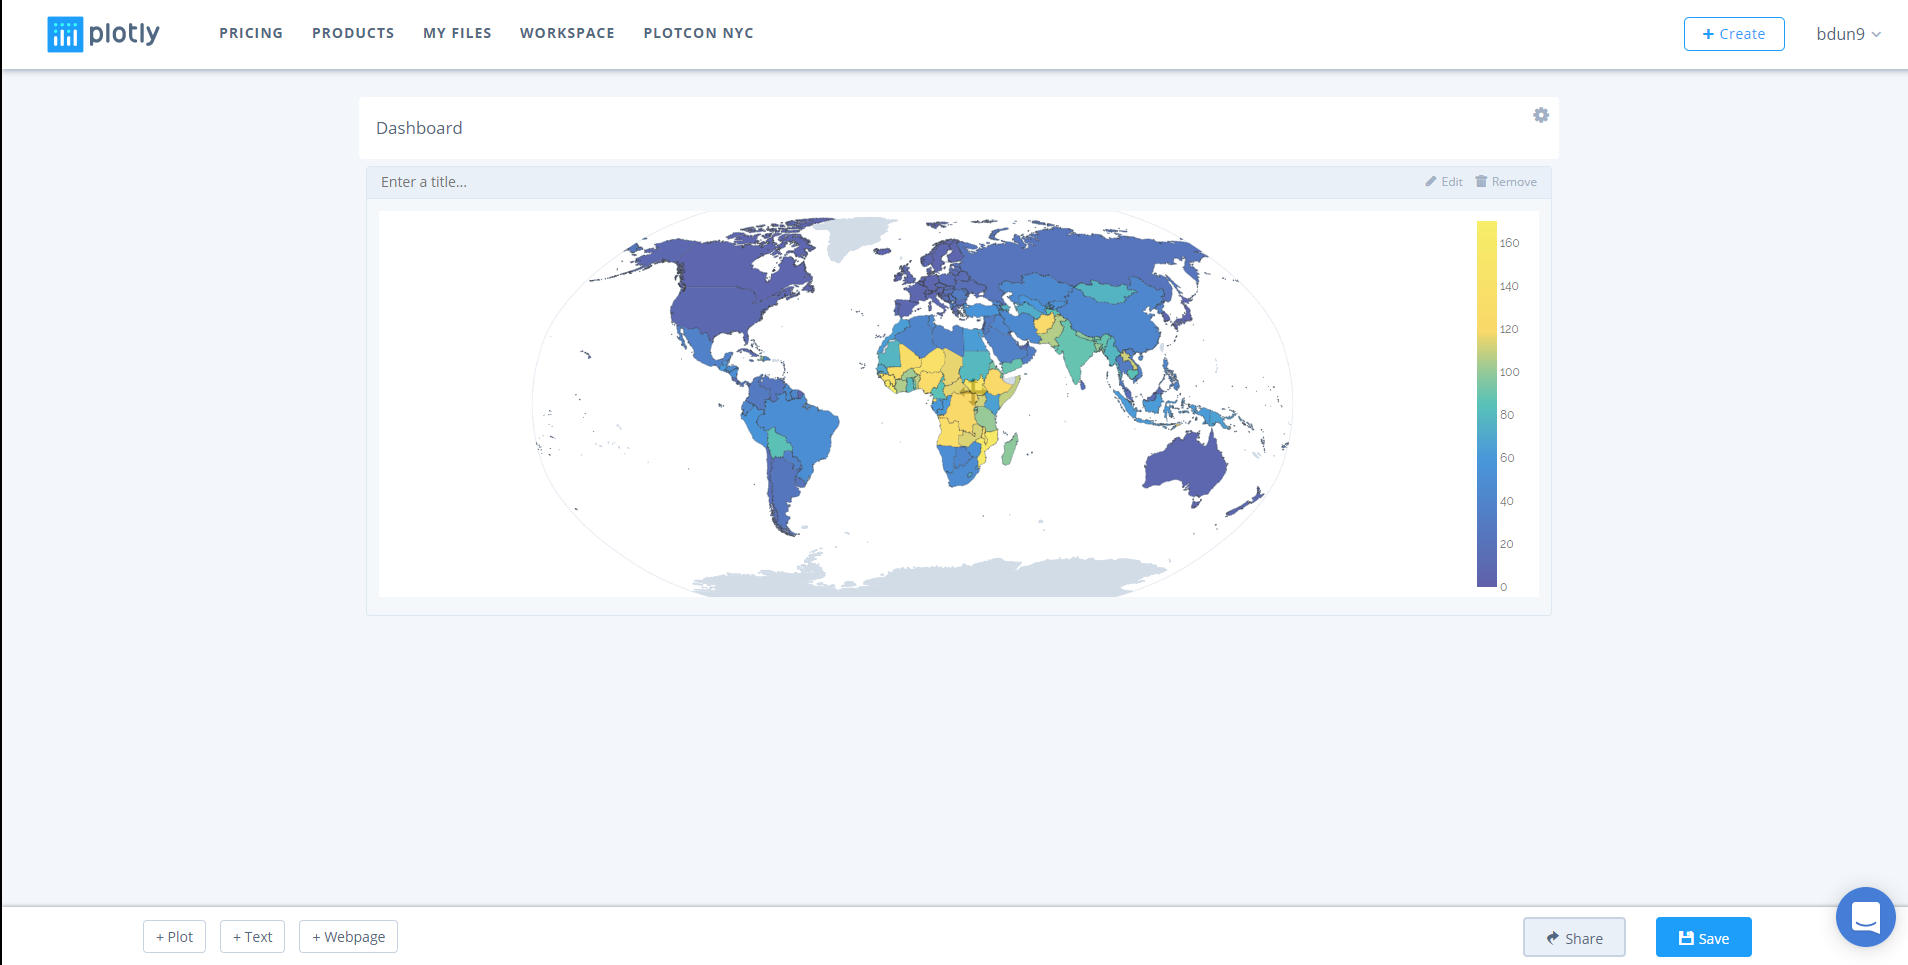 plotly PRICING PRODUCTS MY FILES WORKSPACE PLOTCON NYC + Create bdun9
Dashboard
Enter a title... Edit Remove
160
140
120
100
80
60
40
20
0
+ Plot + Text + Webpage Share Save